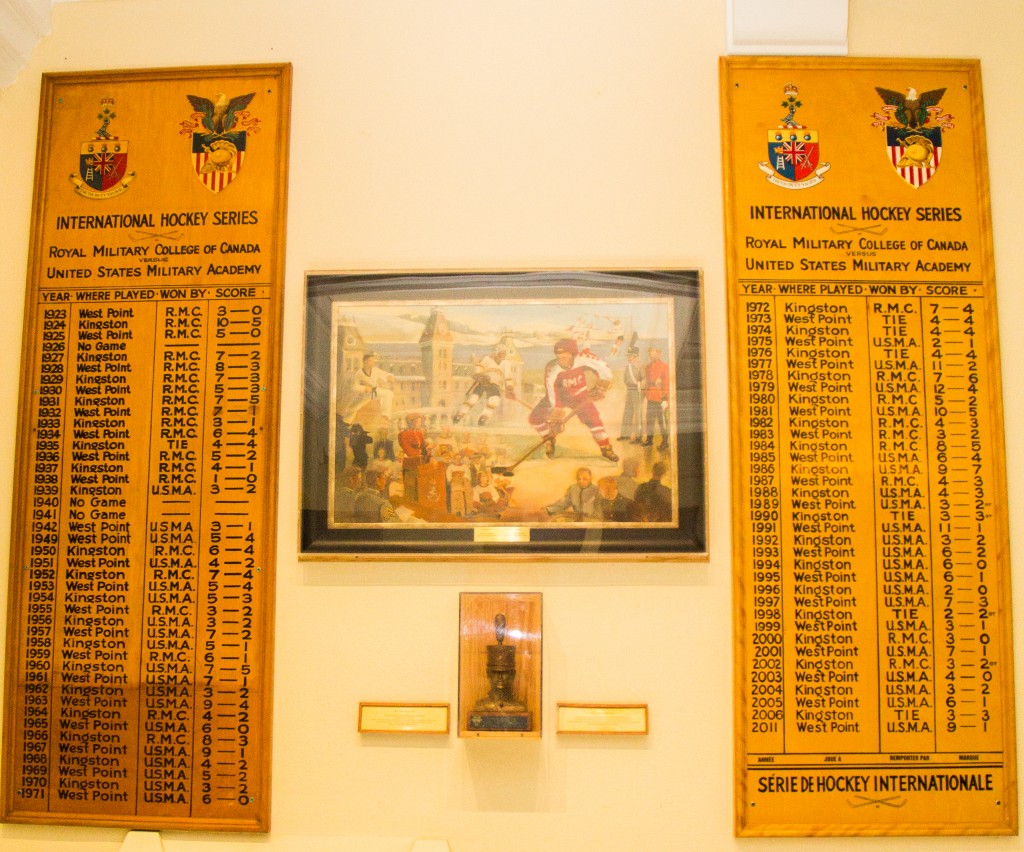 INTERNATIONAL HOCKEY SERIES
ROYAL MILITARY COLLEGE OF CANADA
VERSUS
UNITED STATES MILITARY ACADEMY
YEAR · WHERE PLAYED · WON BY · SCORE ·
1923 West Point R.M.C. 3—0
1924 Kingston R.M.C. 10—5
1925 West Point R.M.C. 5—0
1926 No Game —— ——
1927 Kingston R.M.C. 7—2
1928 West Point R.M.C. 8—3
1929 Kingston R.M.C. 7—3
1930 West Point R.M.C. 5—3
1931 Kingston R.M.C. 7—5
1932 West Point R.M.C. 7—1
1933 Kingston R.M.C. 3—1
1934 West Point R.M.C. 6—4
1935 Kingston TIE 4—4
1936 West Point R.M.C. 5—2
1937 Kingston R.M.C. 4—1
1938 West Point R.M.C. 1—0
1939 Kingston U.S.M.A. 3—2
1940 No Game —— ——
1941 No Game —— ——
1942 West Point U.S.M.A 3—1
1949 West Point U.S.M.A. 5—4
1950 Kingston R.M.C. 6—4
1951 West Point U.S.M.A. 4—2
1952 Kingston R.M.C. 7—4
1953 West Point U.S.M.A. 5—4
1954 Kingston U.S.M.A. 5—3
1955 West Point R.M.C. 3—2
1956 Kingston U.S.M.A. 3—2
1957 West Point U.S.M.A. 7—2
1958 Kingston U.S.M.A. 5—1
1959 West Point R.M.C. 6—1
1960 Kingston U.S.M.A. 7—5
1961 West Point U.S.M.A. 7—1
1962 Kingston U.S.M.A. 3—2
1963 West Point U.S.M.A. 9—4
1964 Kingston R.M.C. 4—2
1965 West Point U.S.M.A. 6—0
1966 Kingston R.M.C. 8—3
1967 West Point U.S.M.A. 9—1
1968 Kingston U.S.M.A. 4—2
1969 West Point U.S.M.A. 5—2
1970 Kingston U.S.M.A. 3—2
1971 West Point U.S.M.A. 6—0
RMC
INTERNATIONAL HOCKEY SERIES
ROYAL MILITARY COLLEGE OF CANADA
VERSUS
UNITED STATES MILITARY ACADEMY
YEAR · WHERE PLAYED · WON BY · SCORE ·
1972 Kingston R.M.C. 7—4
1973 West Point TIE 4—4
1974 Kingston TIE 4—4
1975 West Point U.S.M.A. 2—1
1976 Kingston TIE 4—4
1977 West Point U.S.M.A. 11—2
1978 Kingston R.M.C. 7—6
1979 West Point U.S.M.A. 12—4
1980 Kingston R.M.C. 5—2
1981 West Point U.S.M.A. 10—5
1982 Kingston R.M.C. 4—3
1983 West Point R.M.C. 3—2
1984 Kingston R.M.C. 8—5
1985 West Point U.S.M.A. 6—4
1986 Kingston U.S.M.A. 9—7
1987 West Point R.M.C. 4—3
1988 Kingston U.S.M.A. 4—3
1989 West Point U.S.M.A. 3—2 OT
1990 Kingston TIE 3—3 OT
1991 West Point U.S.M.A. 11—1
1992 Kingston U.S.M.A. 3—2
1993 West Point U.S.M.A. 6—2
1994 Kingston U.S.M.A. 6—0
1995 West Point U.S.M.A. 6—1
1996 Kingston U.S.M.A. 2—0
1997 West Point U.S.M.A. 7—3
1998 Kingston TIE 2—2 OT
1999 West Point U.S.M.A. 3—1
2000 Kingston R.M.C. 3—0
2001 West Point U.S.M.A. 7—1
2002 Kingston R.M.C. 3—2 OT
2003 West Point U.S.M.A. 4—0
2004 Kingston U.S.M.A. 3—2
2005 West Point U.S.M.A. 6—1
2006 Kingston TIE 3—3
2011 West Point U.S.M.A. 9—1
ANNÉE JOUÉ À REMPORTÉE PAR MARQUE
SÉRIE DE HOCKEY INTERNATIONALE